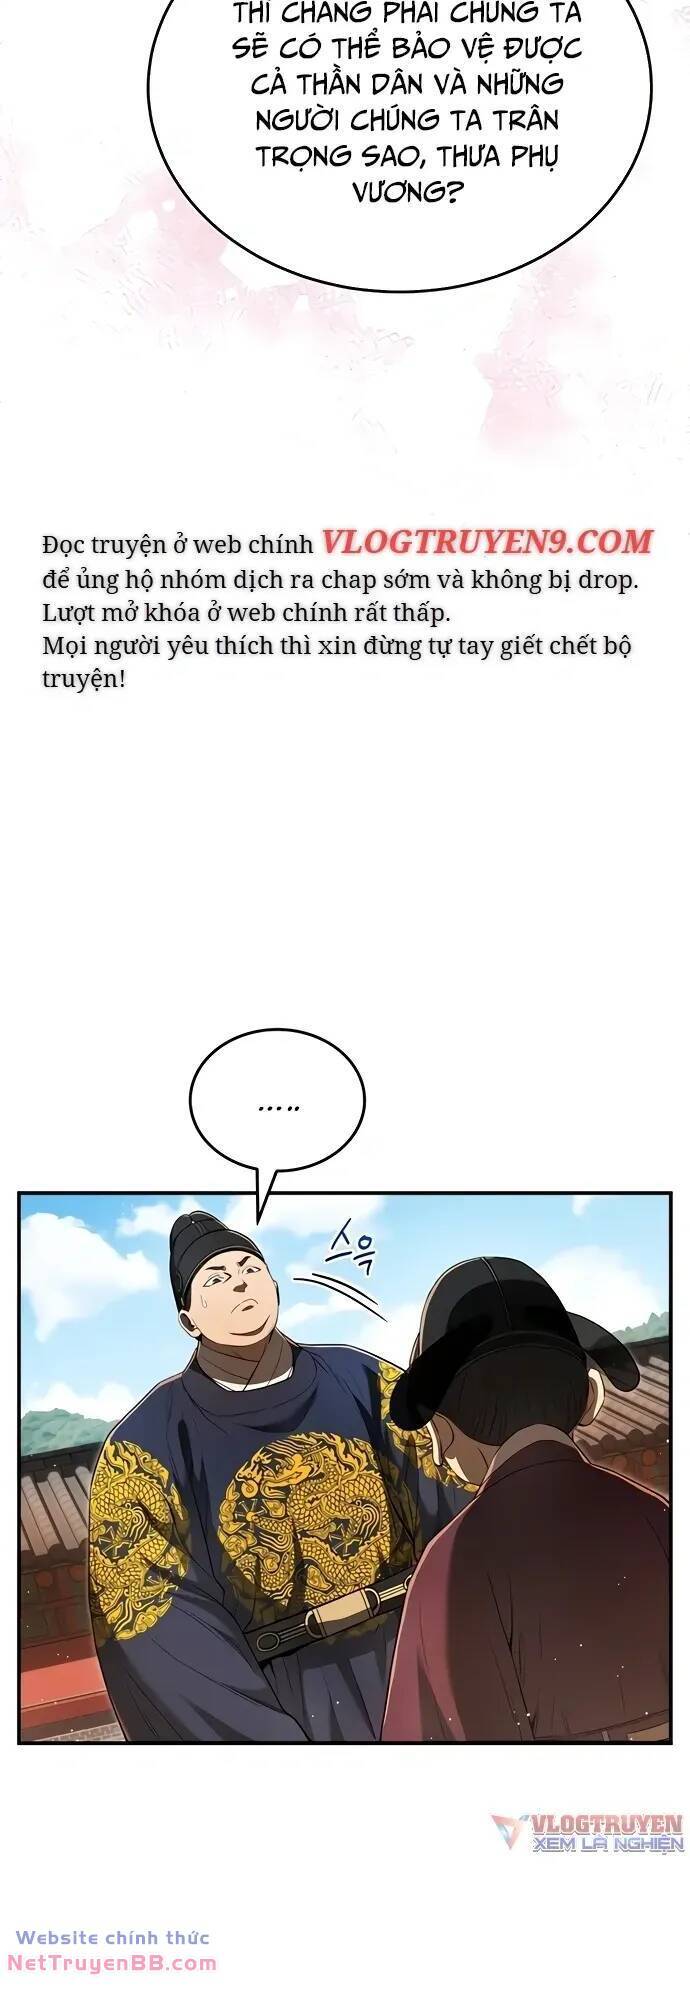 THÌ CHẲNG PHẢI CHÚNG TA
SẼ CÓ THỂ BẢO VỆ ĐƯỢC
CẢ THẦN DÂN VÀ NHỮNG
NGƯỜI CHÚNG TA TRÂN
TRỌNG SAO, THƯA PHỤ
VƯƠNG?
Đọc truyện ở web chính VLOGTRUYEN9.COM
để ủng hộ nhóm dịch ra chap sớm và không bị drop.
Lượt mở khóa ở web chính rất thấp.
Mọi người yêu thích thì xin đừng tự tay giết chết bộ
truyện!
.....
스윽
VLOGTRUYEN
XEM LÀ NGHIỆN
Website chính thức
NetTruyenBB.com